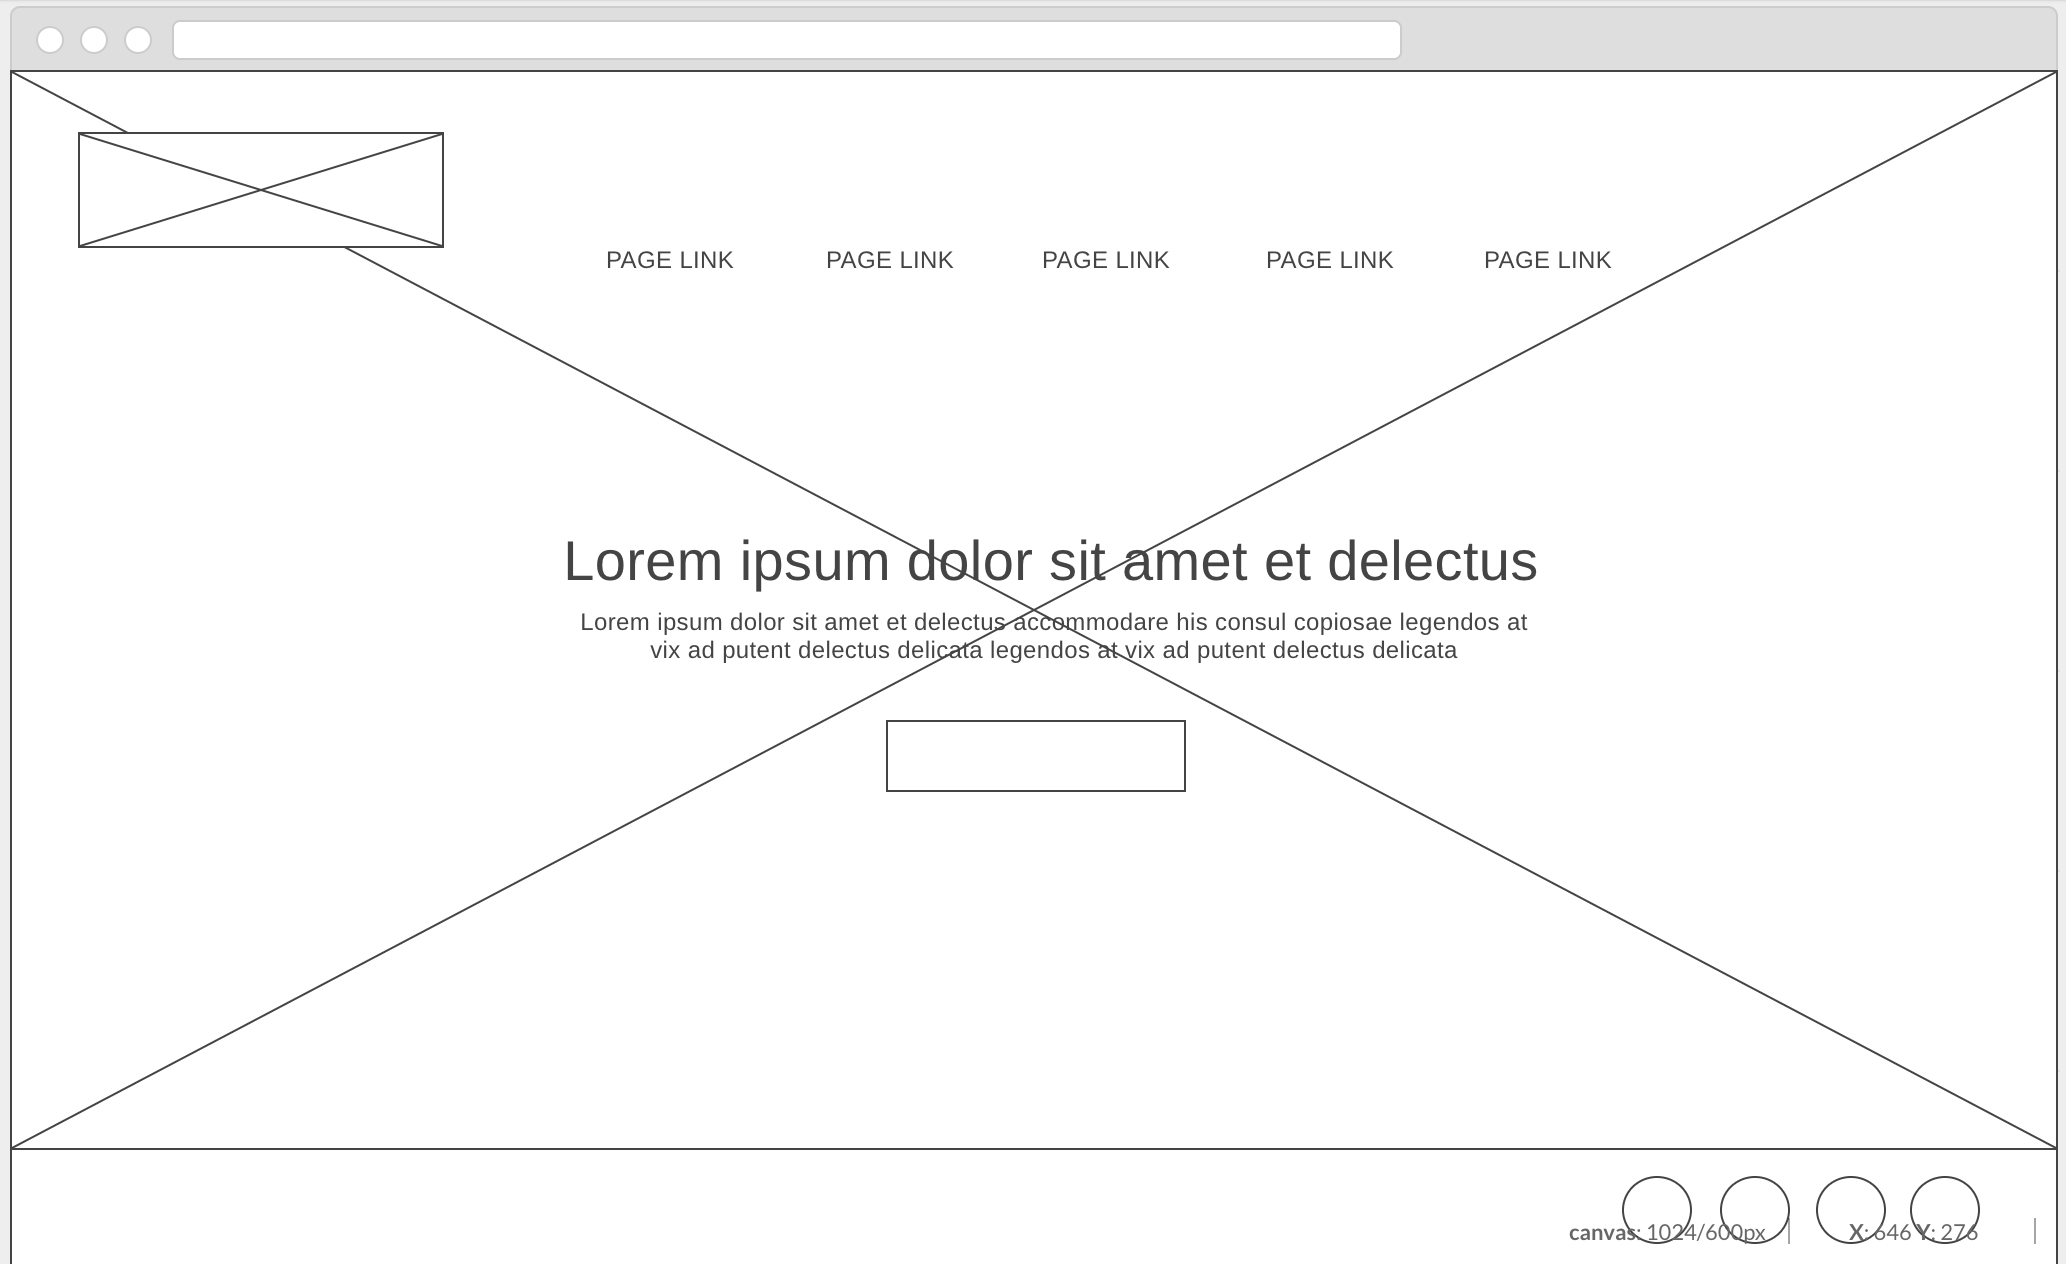 PAGE LINK PAGE LINK PAGE LINK PAGE LINK PAGE LINK
Lorem ipsum dolor sit amet et delectus
Lorem ipsum dolor sit amet et delectus accommodare his consul copiosae legendos at
vix ad putent delectus delicata legendos at vix ad putent delectus delicata
canvas: 1024/600px X: 646 Y: 276